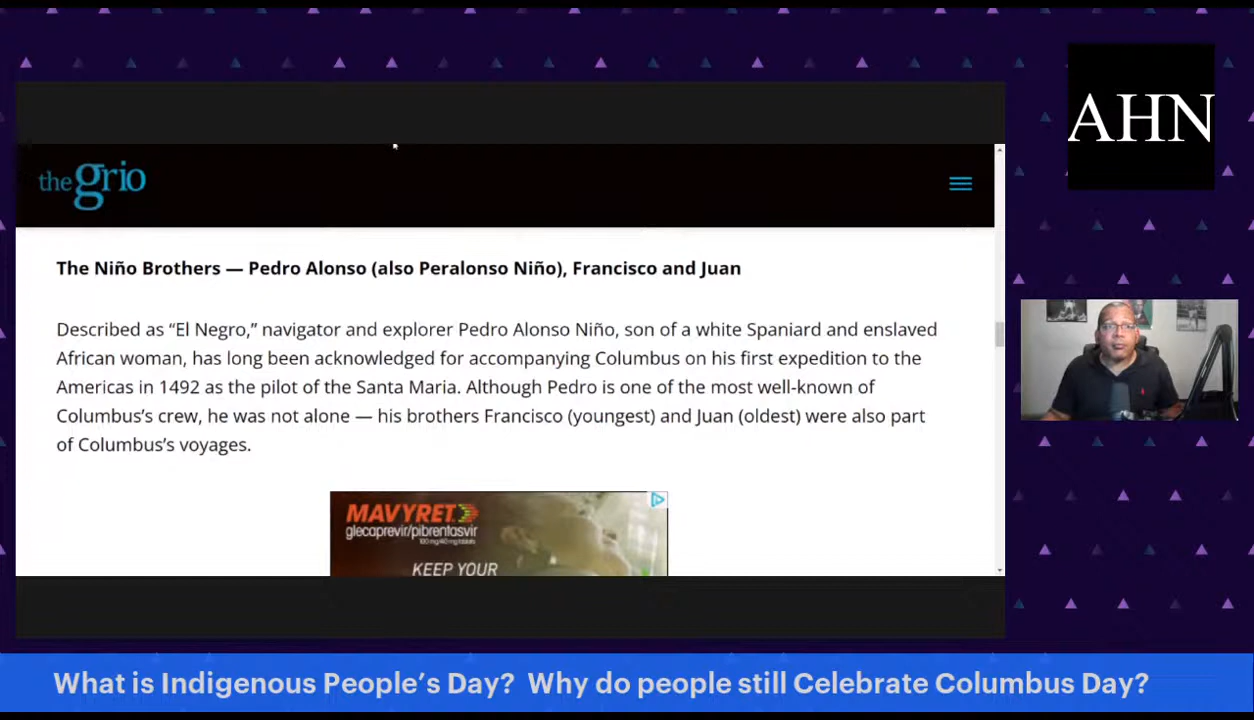 AHN
the grio
The Niño Brothers — Pedro Alonso (also Peralonso Niño), Francisco and Juan
Described as “El Negro,” navigator and explorer Pedro Alonso Niño, son of a white Spaniard and enslaved
African woman, has long been acknowledged for accompanying Columbus on his first expedition to the
Americas in 1492 as the pilot of the Santa Maria. Although Pedro is one of the most well-known of
Columbus’s crew, he was not alone — his brothers Francisco (youngest) and Juan (oldest) were also part
of Columbus’s voyages.
MAVYRET
glecaprevir/pibrentasvir
100 mg/40 mg tablets
KEEP YOUR
What is Indigenous People’s Day? Why do people still Celebrate Columbus Day?